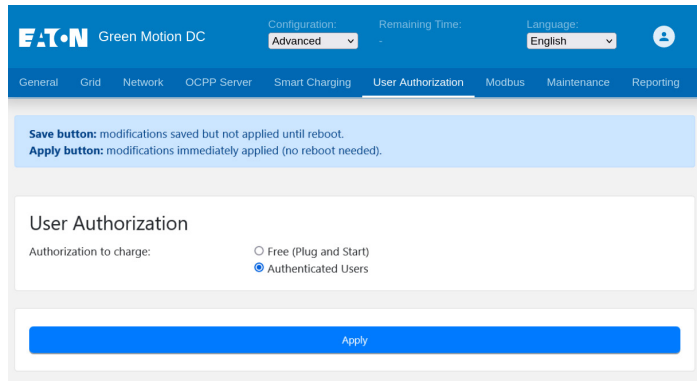 Configuration: Remaining Time: Language:
EATON Green Motion DC Advanced - English
General Grid Network OCPP Server Smart Charging User Authorization Modbus Maintenance Reporting
Save button: modifications saved but not applied until reboot.
Apply button: modifications immediately applied (no reboot needed).
User Authorization
Authorization to charge: Free (Plug and Start)
Authenticated Users
Apply